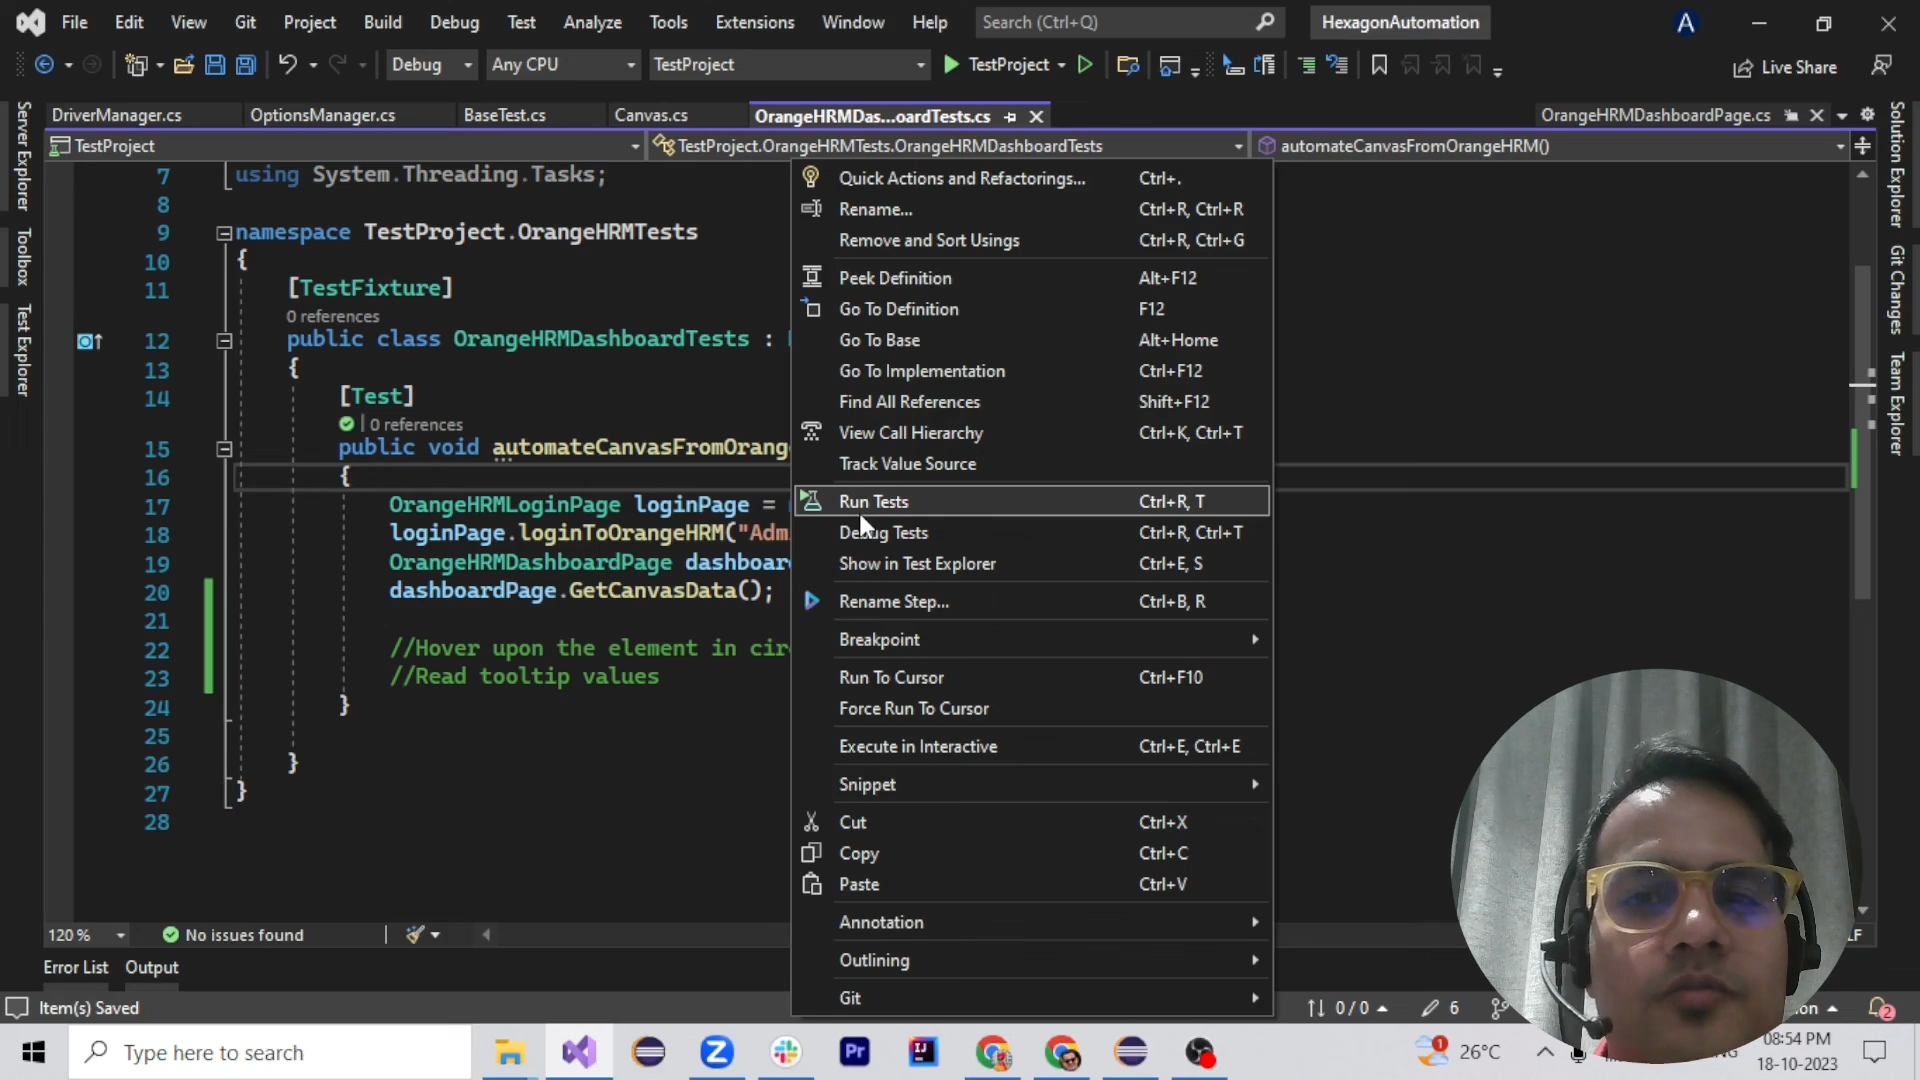 File Edit View Git Project Build Debug Test Analyze Tools Extensions Window Help Search (Ctrl+Q) HexagonAutomation A
Debug Any CPU TestProject TestProject Live Share
DriverManager.cs OptionsManager.cs BaseTest.cs Canvas.cs OrangeHRMDas...oardTests.cs OrangeHRMDashboardPage.cs
TestProject TestProject.OrangeHRMTests.OrangeHRMDashboardTests automateCanvasFromOrangeHRM()
Server Explorer
Toolbox
Test Explorer
Solution Explorer
Git Changes
Team Explorer
7 using System.Threading.Tasks;
8
9 namespace TestProject.OrangeHRMTests
10 {
11 [TestFixture]
0 references
12 public class OrangeHRMDashboardTests :
13 {
14 [Test]
0 references
15 public void automateCanvasFromOrang
16 {
17 OrangeHRMLoginPage loginPage =
18 loginPage.loginToOrangeHRM("Adm
19 OrangeHRMDashboardPage dashboar
20 dashboardPage.GetCanvasData();
21
22 //Hover upon the element in cir
23 //Read tooltip values
24 }
25
26 }
27 }
28
Quick Actions and Refactorings... Ctrl+.
Rename... Ctrl+R, Ctrl+R
Remove and Sort Usings Ctrl+R, Ctrl+G
Peek Definition Alt+F12
Go To Definition F12
Go To Base Alt+Home
Go To Implementation Ctrl+F12
Find All References Shift+F12
View Call Hierarchy Ctrl+K, Ctrl+T
Track Value Source
Run Tests Ctrl+R, T
Debug Tests Ctrl+R, Ctrl+T
Show in Test Explorer Ctrl+E, S
Rename Step... Ctrl+B, R
Breakpoint
Run To Cursor Ctrl+F10
Force Run To Cursor
Execute in Interactive Ctrl+E, Ctrl+E
Snippet
Cut Ctrl+X
Copy Ctrl+C
Paste Ctrl+V
Annotation
Outlining
Git
120 % No issues found LF
Error List Output
Item(s) Saved 0 / 0 6 on 2
Type here to search Pr 1 26°C NG 08:54 PM
18-10-2023